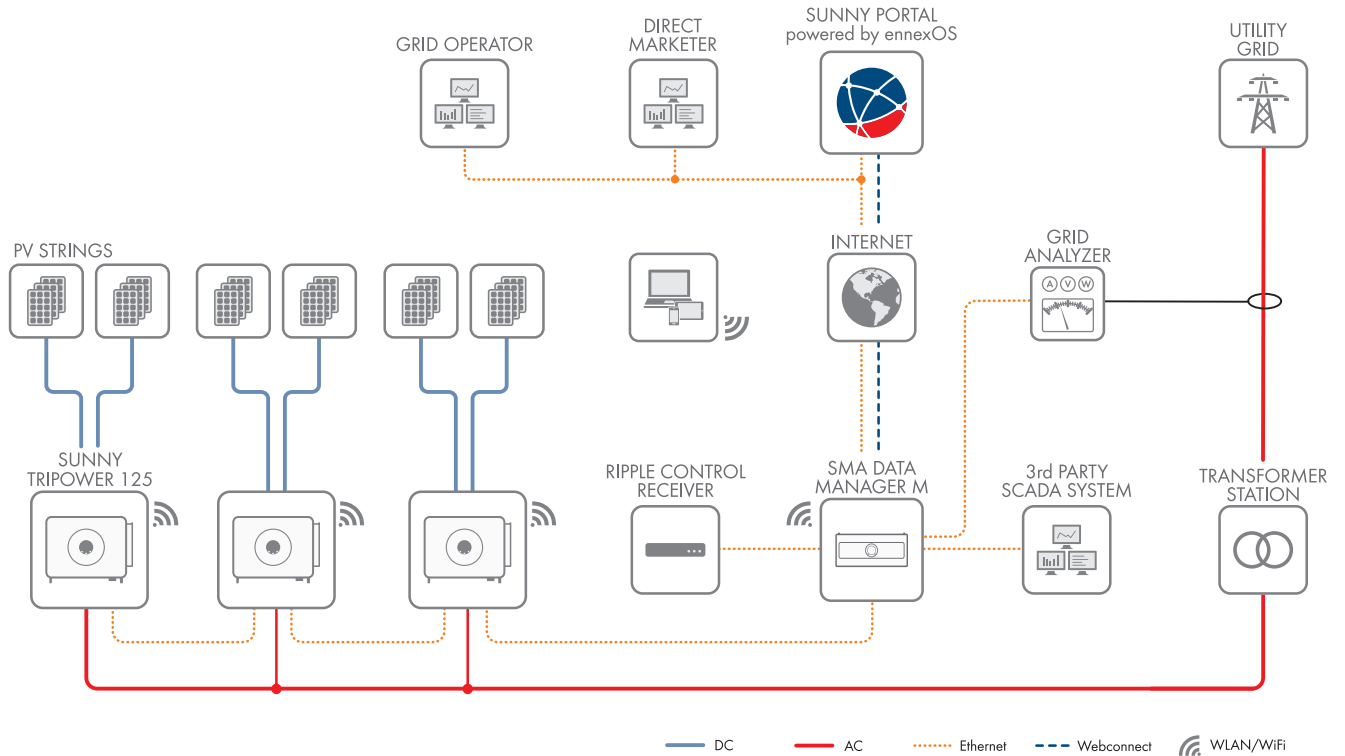 GRID OPERATOR
DIRECT
MARKETER
SUNNY PORTAL
powered by ennexOS
UTILITY
GRID
PV STRINGS
INTERNET
GRID
ANALYZER
A V W
SUNNY
TRIPOWER 125
RIPPLE CONTROL
RECEIVER
SMA DATA
MANAGER M
3rd PARTY
SCADA SYSTEM
TRANSFORMER
STATION
DC
AC
Ethernet
Webconnect
WLAN/WiFi